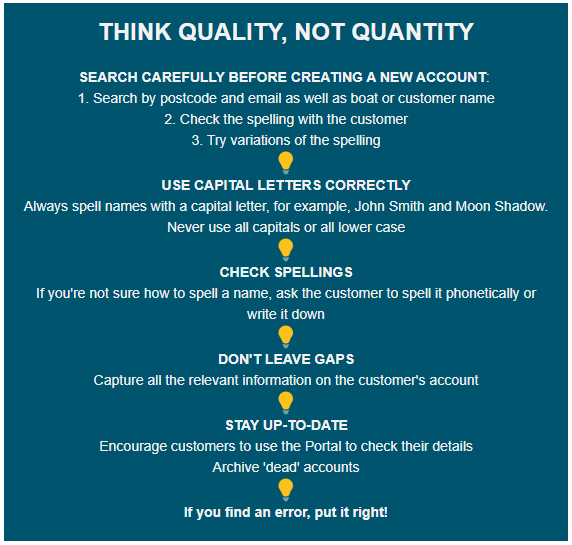 THINK QUALITY, NOT QUANTITY
SEARCH CAREFULLY BEFORE CREATING A NEW ACCOUNT:
1. Search by postcode and email as well as boat or customer name
2. Check the spelling with the customer
3. Try variations of the spelling
USE CAPITAL LETTERS CORRECTLY
Always spell names with a capital letter, for example, John Smith and Moon Shadow.
Never use all capitals or all lower case
CHECK SPELLINGS
If you're not sure how to spell a name, ask the customer to spell it phonetically or
write it down
DON'T LEAVE GAPS
Capture all the relevant information on the customer's account
STAY UP-TO-DATE
Encourage customers to use the Portal to check their details
Archive 'dead' accounts
If you find an error, put it right!